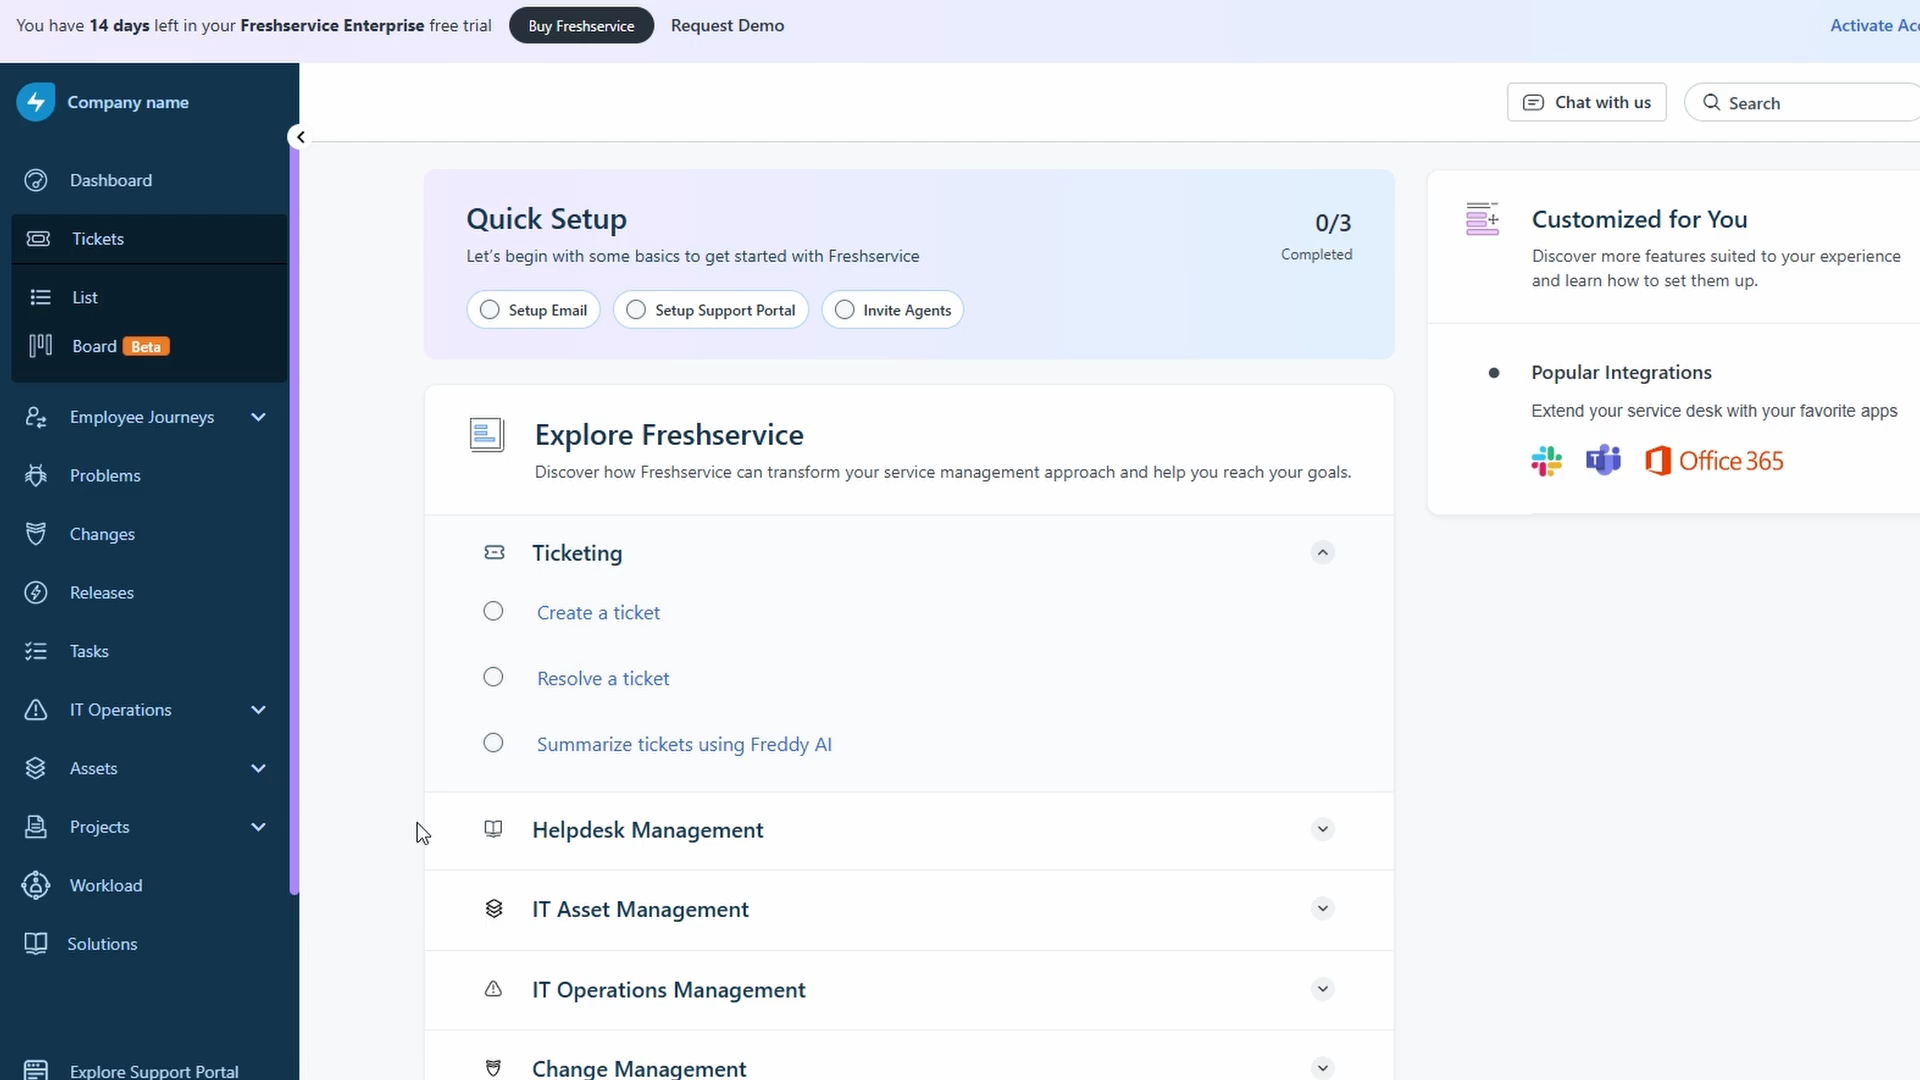 You have 14 days left in your Freshservice Enterprise free trial Buy Freshservice Request Demo
Company name
Chat with us
Search
Dashboard
Tickets
List
Board Beta
Employee Journeys
Problems
Changes
Releases
Tasks
IT Operations
Assets
Projects
Workload
Solutions
Explore Support Portal
Quick Setup
0/3
Let’s begin with some basics to get started with Freshservice
Completed
Setup Email
Setup Support Portal
Invite Agents
Explore Freshservice
Discover how Freshservice can transform your service management approach and help you reach your goals.
Ticketing
Create a ticket
Resolve a ticket
Summarize tickets using Freddy AI
Helpdesk Management
IT Asset Management
IT Operations Management
Change Management
Customized for You
Discover more features suited to your experience
and learn how to set them up.
Popular Integrations
Extend your service desk with your favorite apps
Office 365